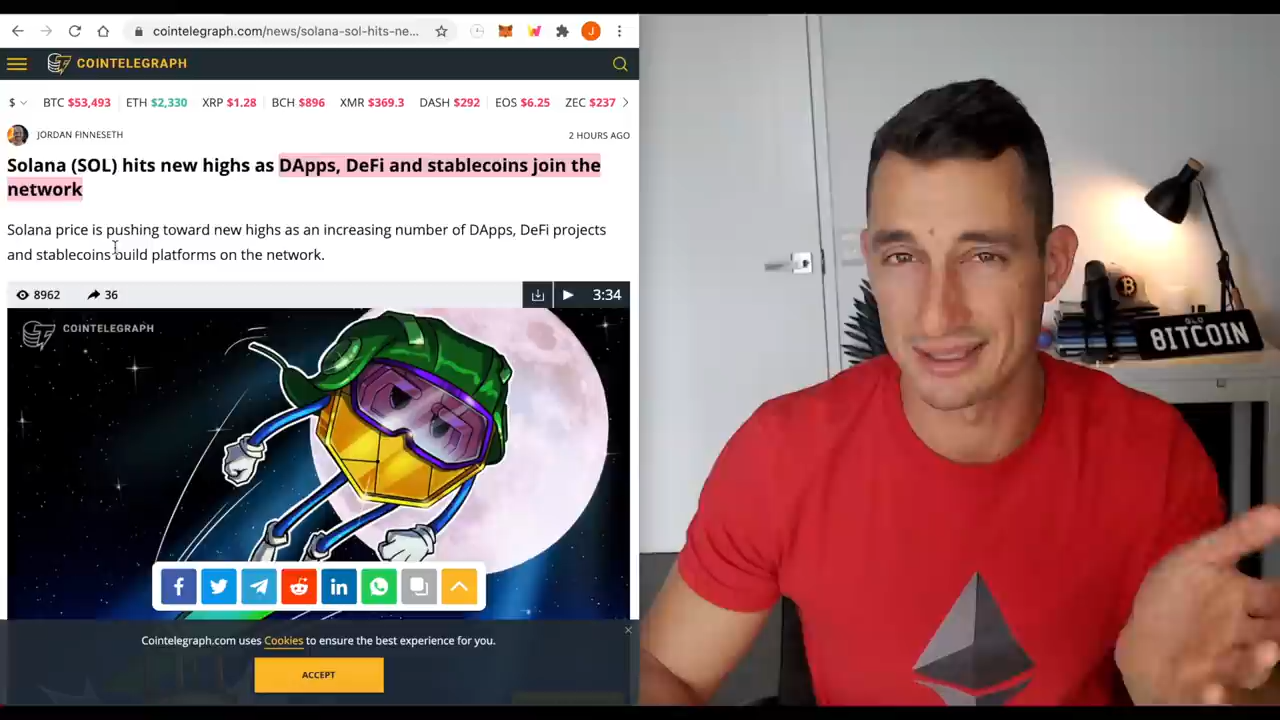 cointelegraph.com/news/solana-sol-hits-ne...
J
COINTELEGRAPH
$ BTC $53,493 ETH $2,330 XRP $1.28 BCH $896 XMR $369.3 DASH $292 EOS $6.25 ZEC $237
JORDAN FINNESETH
2 HOURS AGO
Solana (SOL) hits new highs as DApps, DeFi and stablecoins join the
network
Solana price is pushing toward new highs as an increasing number of DApps, DeFi projects
and stablecoins build platforms on the network.
8962 36 3:34
COINTELEGRAPH
Cointelegraph.com uses Cookies to ensure the best experience for you.
ACCEPT
8ITCOIN